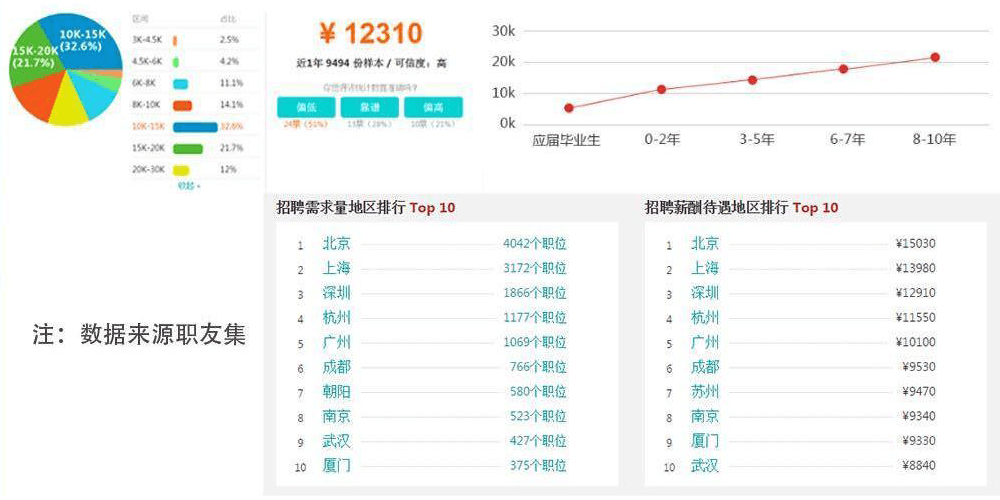 10K-15K
(32.6%)
15K-20K
(21.7%)
区间 占比
3K-4.5K 2.5%
4.5K-6K 4.2%
6K-8K 11.1%
8K-10K 14.1%
10K-15K 32.6%
15K-20K 21.7%
20K-30K 12%
收起
¥ 12310
近1年 9494 份样本 / 可信度：高
你觉得该统计数据准确吗？
偏低 靠谱 偏高
24票（51%） 13票（28%） 10票（21%）
30k
20k
10k
0k
应届毕业生 0-2年 3-5年 6-7年 8-10年
招聘需求量地区排行 Top 10
1 北京 4042个职位
2 上海 3172个职位
3 深圳 1866个职位
4 杭州 1177个职位
5 广州 1069个职位
6 成都 766个职位
7 朝阳 580个职位
8 南京 523个职位
9 武汉 427个职位
10 厦门 375个职位
招聘薪酬待遇地区排行 Top 10
1 北京 ¥15030
2 上海 ¥13980
3 深圳 ¥12910
4 杭州 ¥11550
5 广州 ¥10100
6 成都 ¥9530
7 苏州 ¥9470
8 南京 ¥9340
9 厦门 ¥9330
10 武汉 ¥8840
注：数据来源职友集